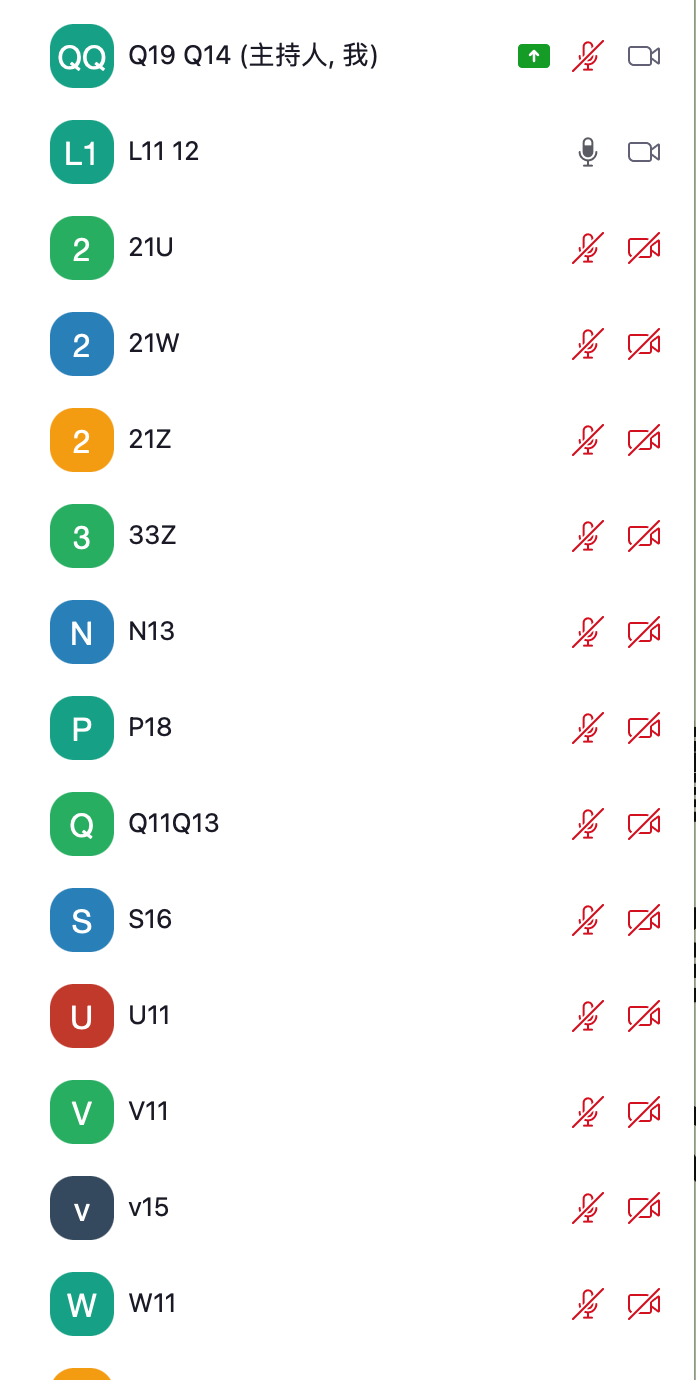 QQ Q19 Q14 (主持人, 我)
L1 L11 12
2 21U
2 21W
2 21Z
3 33Z
N N13
P P18
Q Q11Q13
S S16
U U11
V V11
v v15
W W11